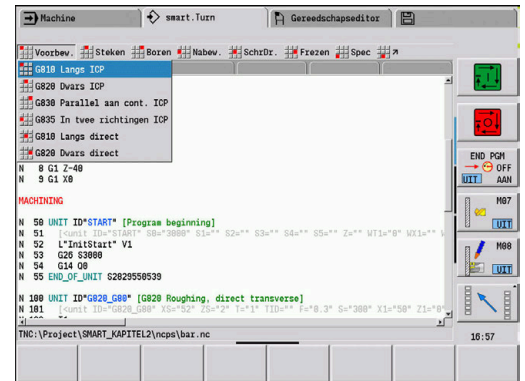 Machine
smart.Turn
Gereedschapseditor
Voorbew. Steken Boren Nabew. SchrDr. Frezen Spec
G810 Langs ICP
G820 Dwars ICP
G830 Parallel aan cont. ICP
G835 In twee richtingen ICP
G810 Langs direct
G820 Dwars direct
N 8 G1 Z-40
N 9 G1 X0
MACHINING
N 50 UNIT ID"START" [Program beginning]
N 51 [<unit ID="START" S0="3000" S1="" S2="" S3="" S4="" S5="" Z="" WT1="0" WX1=""
N 52 L"InitStart" V1
N 53 G26 S3000
N 54 G14 Q0
N 55 END_OF_UNIT S2829550539
N 100 UNIT ID"G820_G80" [G820 Roughing, direct transverse]
N 101 [<unit ID="G820_G80" XS="52" ZS="2" T="1" TID="" F="0.3" S="300" X1="50" Z1="0"
TNC:\Project\SMART_KAPITEL2\ncps\bar.nc
END PGM
OFF
UIT AAN
M07
UIT
M08
UIT
16:57